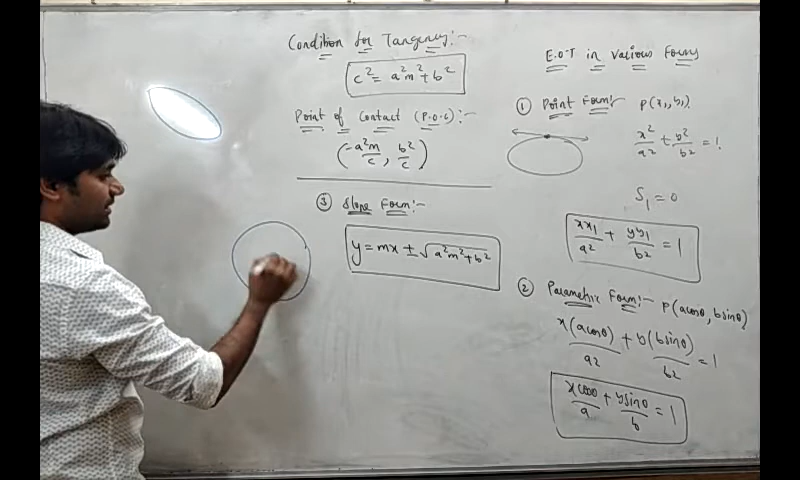 Condition for Tangency:-
c² = a²m² + b²
Point of Contact (P.O.C):-
(-a²m/c, b²/c)
③ Slope Form:-
y = mx ± √a²m²+b²
E.O.T in Various Forms
① Point Form:- P(x₁, y₁)
x²/a² + y²/b² = 1
S₁ = 0
xx₁/a² + yy₁/b² = 1
② Parametric Form:- P(acosθ, bsinθ)
x(acosθ)/a² + y(bsinθ)/b² = 1
xcosθ/a + ysinθ/b = 1